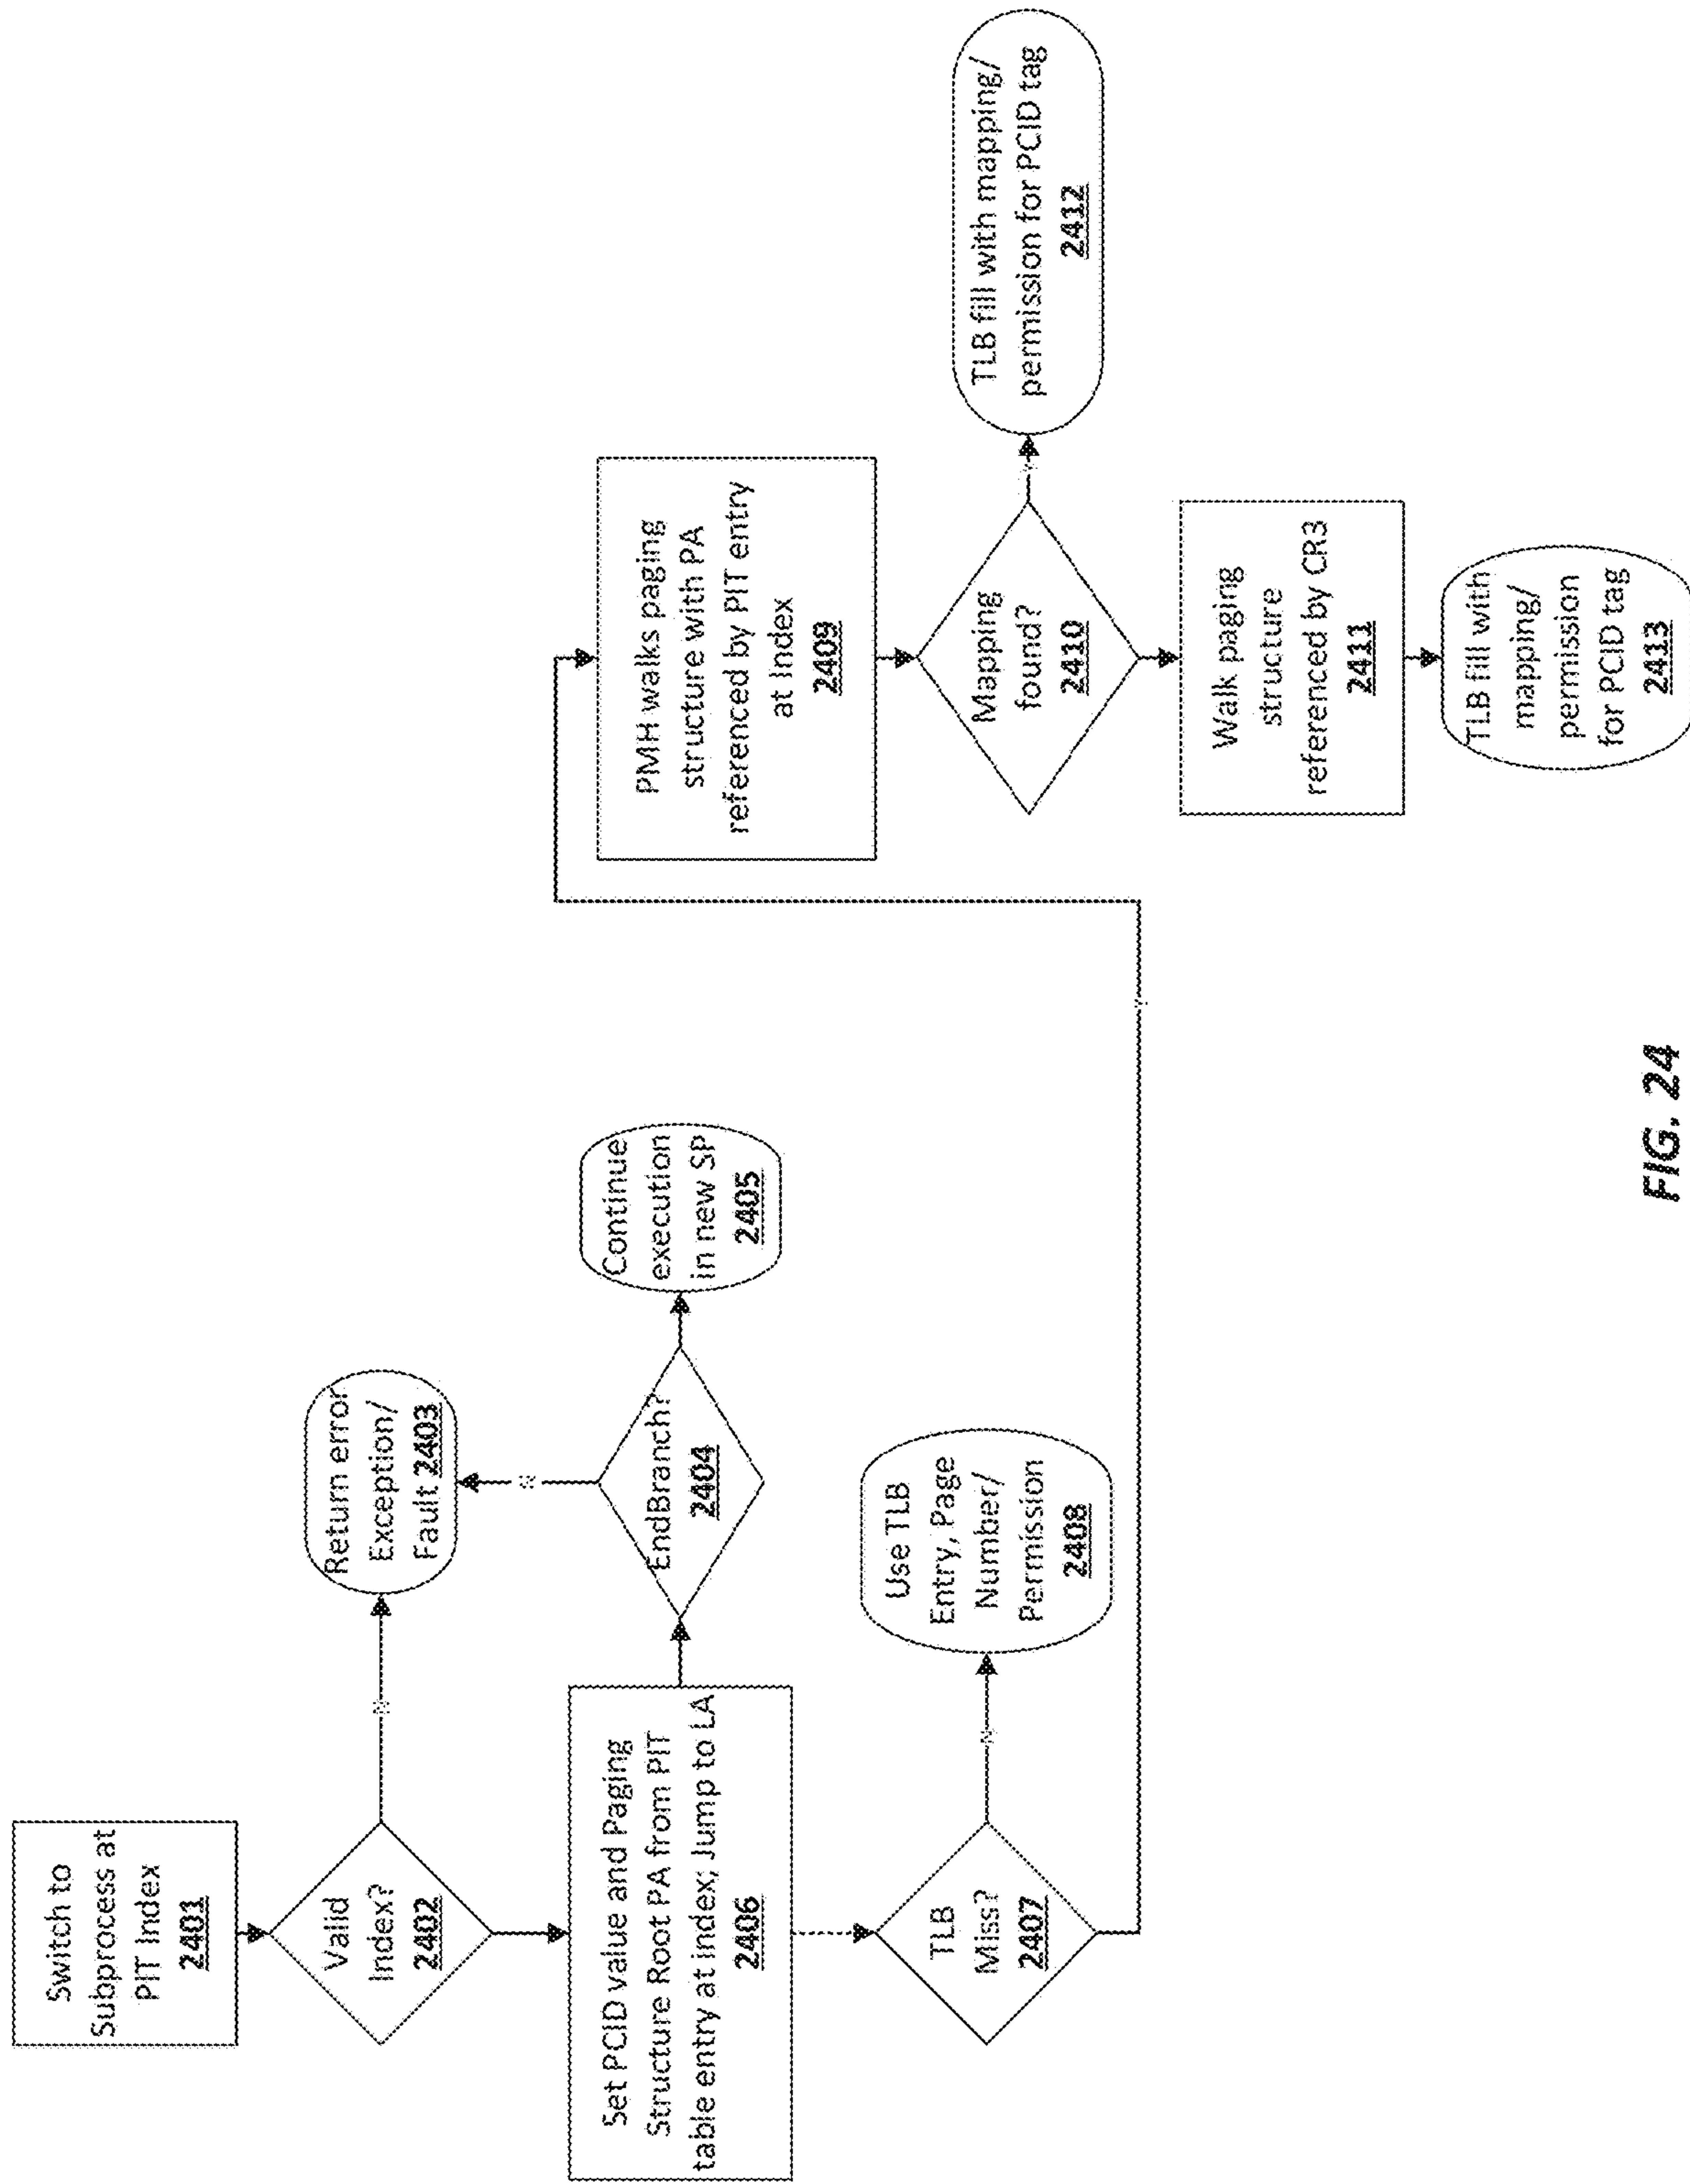 Switch to
Subprocess at
PIT Index
2401
Valid
Index?
2402
N
Return error
Exception/
Fault 2403
Set PCID value and Paging
Structure Root PA from PIT
table entry at index; Jump to LA
2406
EndBranch?
2404
N
Continue
execution
in new SP
2405
TLB
Miss?
2407
N
Use TLB
Entry, Page
Number/
Permission
2408
Y
PMH walks paging
structure with PA
referenced by PIT entry
at Index
2409
Mapping
found?
2410
Y
TLB fill with mapping/
permission for PCID tag
2412
Walk paging
structure
referenced by CR3
2411
TLB fill with
mapping/
permission
for PCID tag
2413
FIG. 24